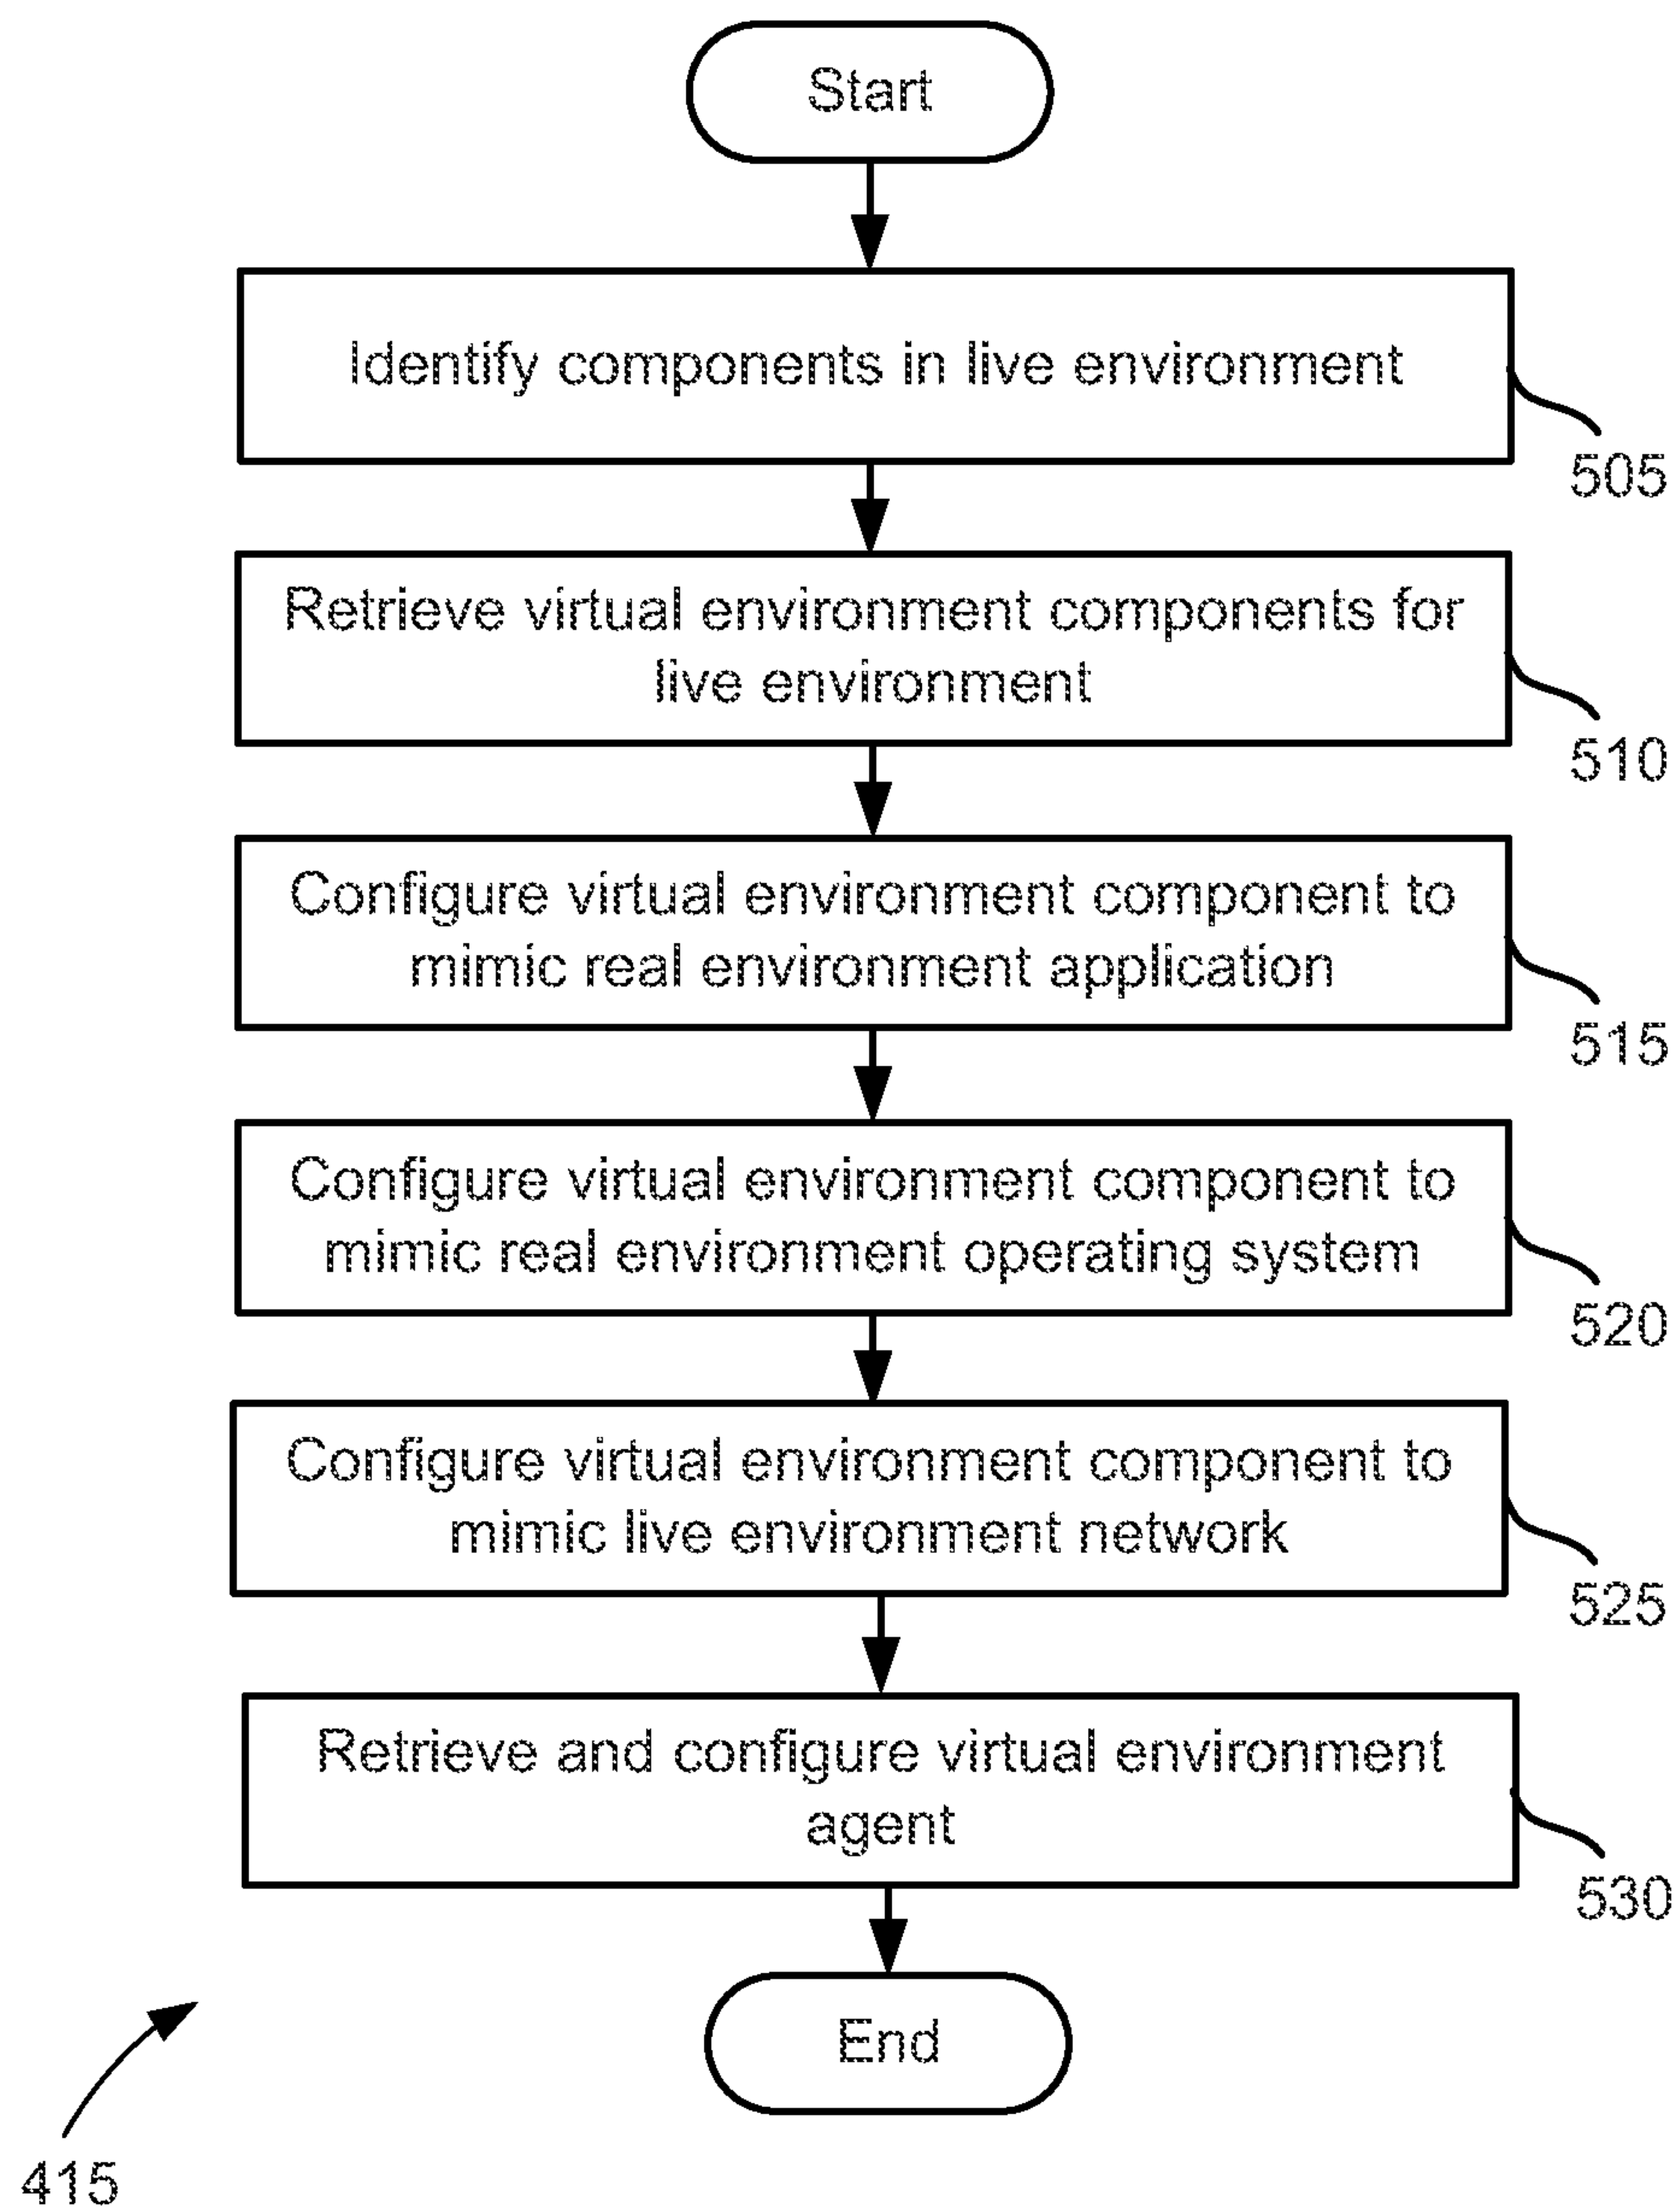 Start
Identify components in live environment
505
Retrieve virtual environment components for
live environment
510
Configure virtual environment component to
mimic real environment application
515
Configure virtual environment component to
mimic real environment operating system
520
Configure virtual environment component to
mimic live environment network
525
Retrieve and configure virtual environment
agent
530
End
415